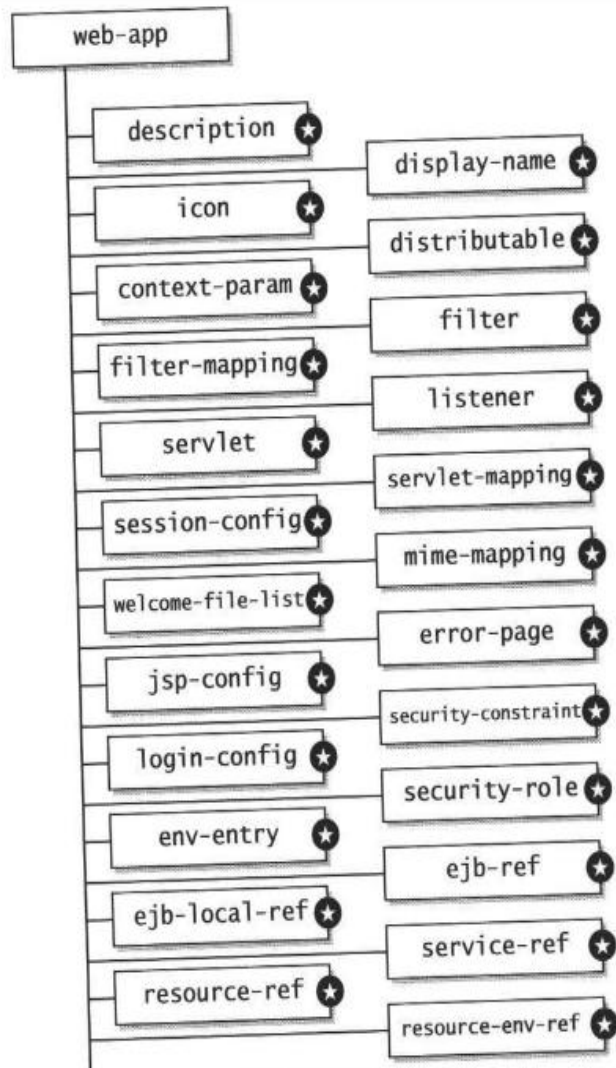 web-app
description
display-name
icon
distributable
context-param
filter
filter-mapping
listener
servlet
servlet-mapping
session-config
mime-mapping
welcome-file-list
error-page
jsp-config
security-constraint
login-config
security-role
env-entry
ejb-ref
ejb-local-ref
service-ref
resource-ref
resource-env-ref